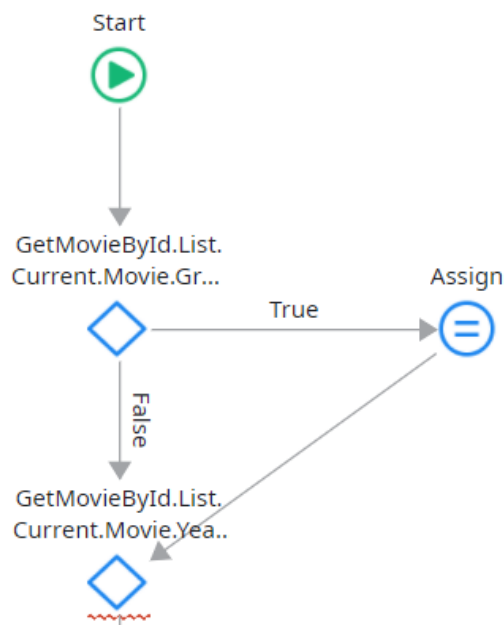 Start
GetMovieById.List.
Current.Movie.Gr...
Assign
True
False
GetMovieById.List.
Current.Movie.Yea..